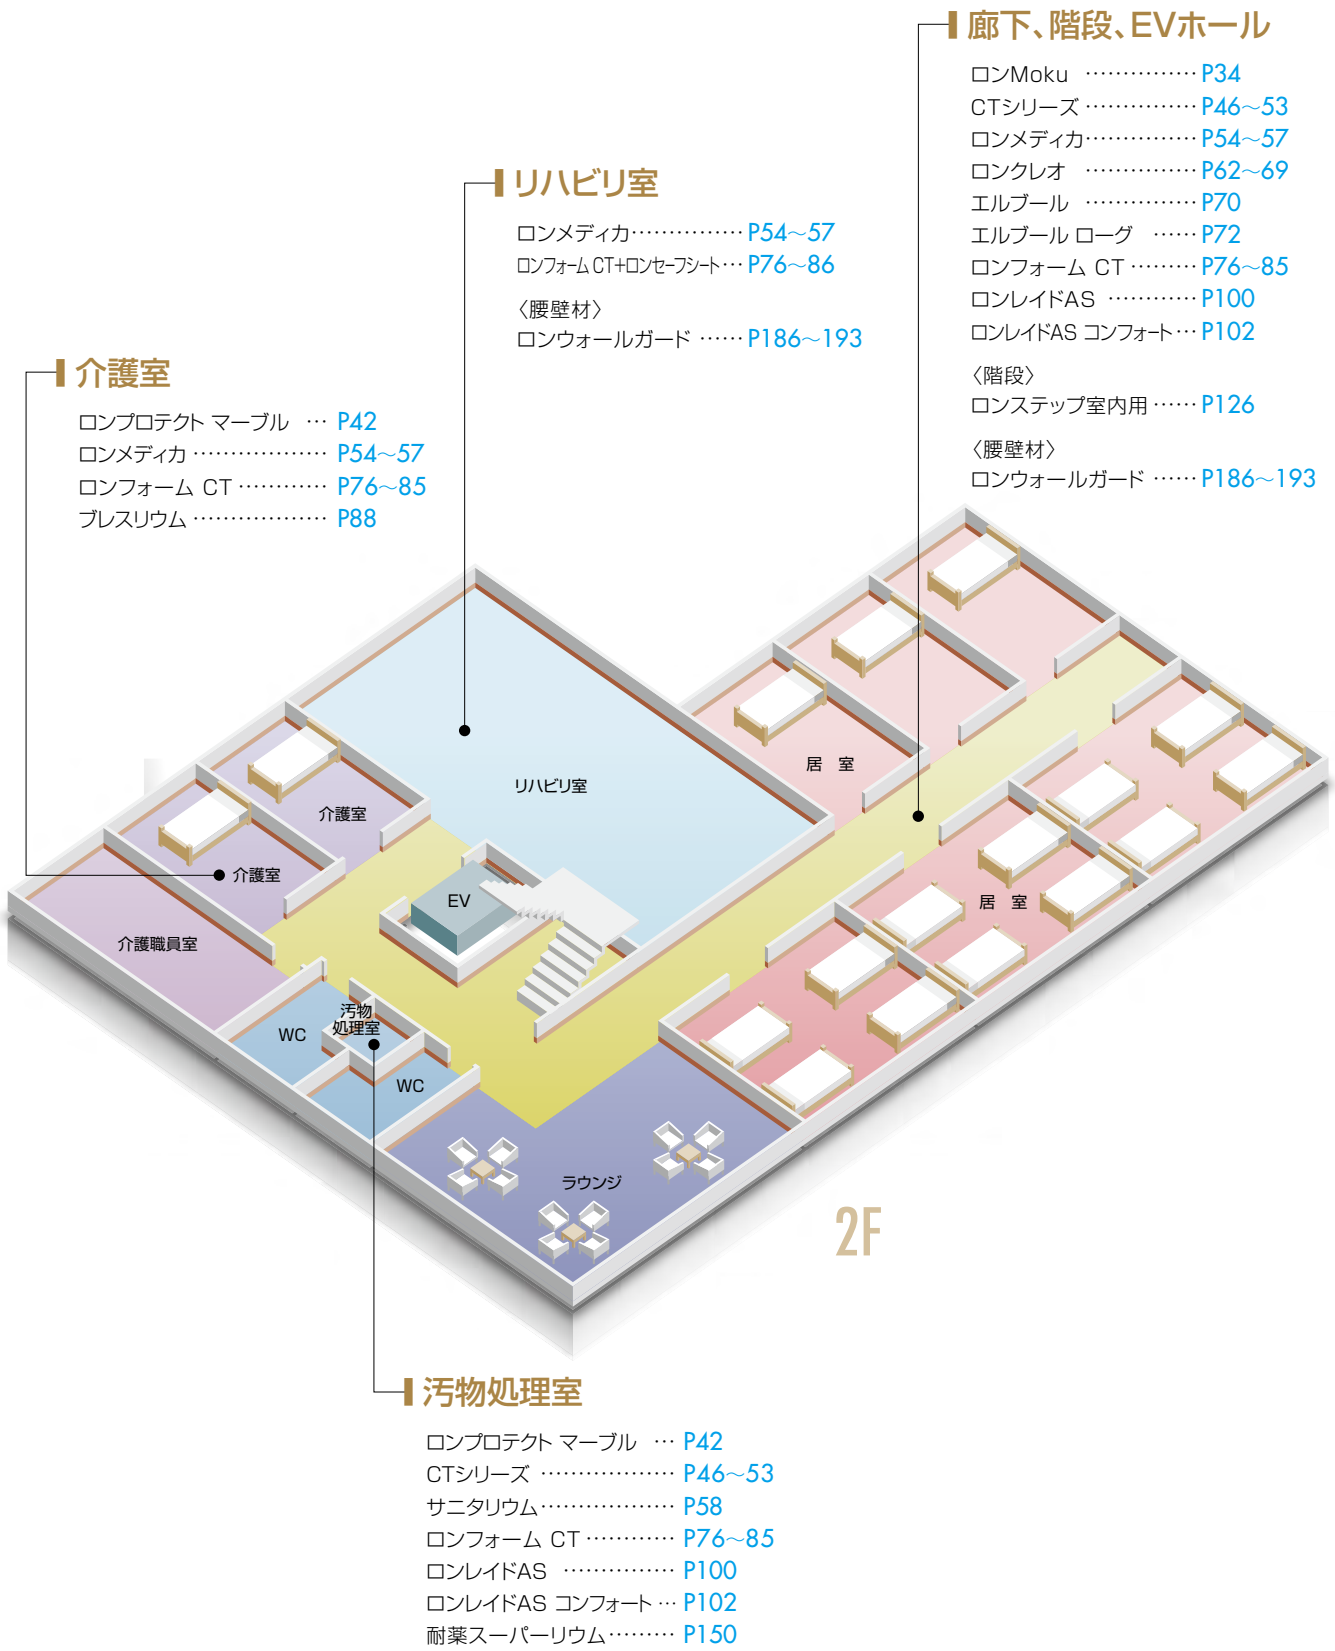 廊下、階段、EVホール
ロンMoku ⋯⋯⋯⋯⋯ P34
CTシリーズ ⋯⋯⋯⋯⋯ P46〜53
ロンメディカ⋯⋯⋯⋯⋯ P54〜57
ロンクレオ ⋯⋯⋯⋯⋯ P62〜69
エルブール ⋯⋯⋯⋯⋯ P70
エルブール ローグ ⋯⋯ P72
ロンフォーム CT ⋯⋯⋯ P76〜85
ロンレイドAS ⋯⋯⋯⋯ P100
ロンレイドAS コンフォート⋯ P102
〈階段〉
ロンステップ室内用 ⋯⋯ P126
〈腰壁材〉
ロンウォールガード ⋯⋯ P186〜193
リハビリ室
ロンメディカ⋯⋯⋯⋯⋯ P54〜57
ロンフォーム CT+ロンセーフシート⋯ P76〜86
〈腰壁材〉
ロンウォールガード ⋯⋯ P186〜193
介護室
ロンプロテクト マーブル ⋯ P42
ロンメディカ ⋯⋯⋯⋯⋯⋯ P54〜57
ロンフォーム CT ⋯⋯⋯⋯ P76〜85
ブレスリウム ⋯⋯⋯⋯⋯⋯ P88
居 室
リハビリ室
介護室
介護室
EV
居 室
介護職員室
汚物
処理室
WC
WC
ラウンジ
2F
汚物処理室
ロンプロテクト マーブル ⋯ P42
CTシリーズ ⋯⋯⋯⋯⋯⋯ P46〜53
サニタリウム⋯⋯⋯⋯⋯⋯ P58
ロンフォーム CT ⋯⋯⋯⋯ P76〜85
ロンレイドAS ⋯⋯⋯⋯⋯ P100
ロンレイドAS コンフォート ⋯ P102
耐薬スーパーリウム⋯⋯⋯ P150